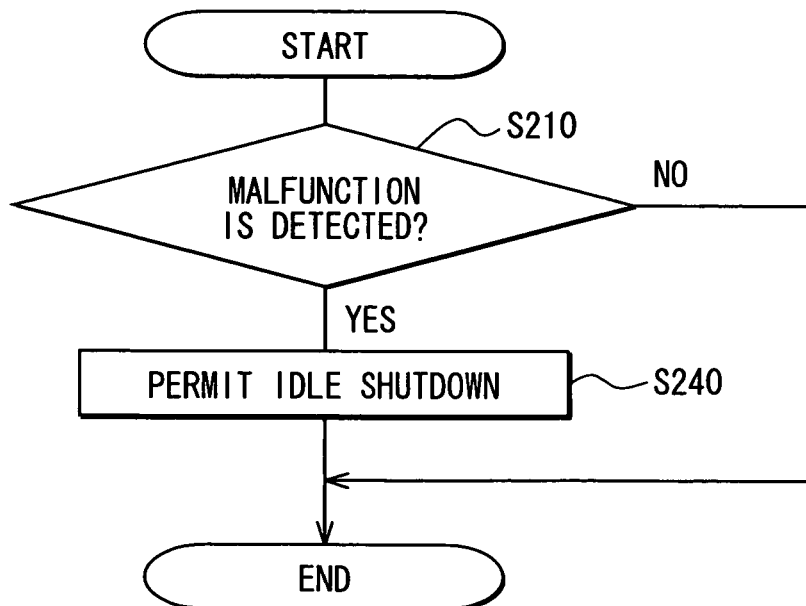 START
S210
MALFUNCTION
IS DETECTED?
NO
YES
PERMIT IDLE SHUTDOWN
S240
END